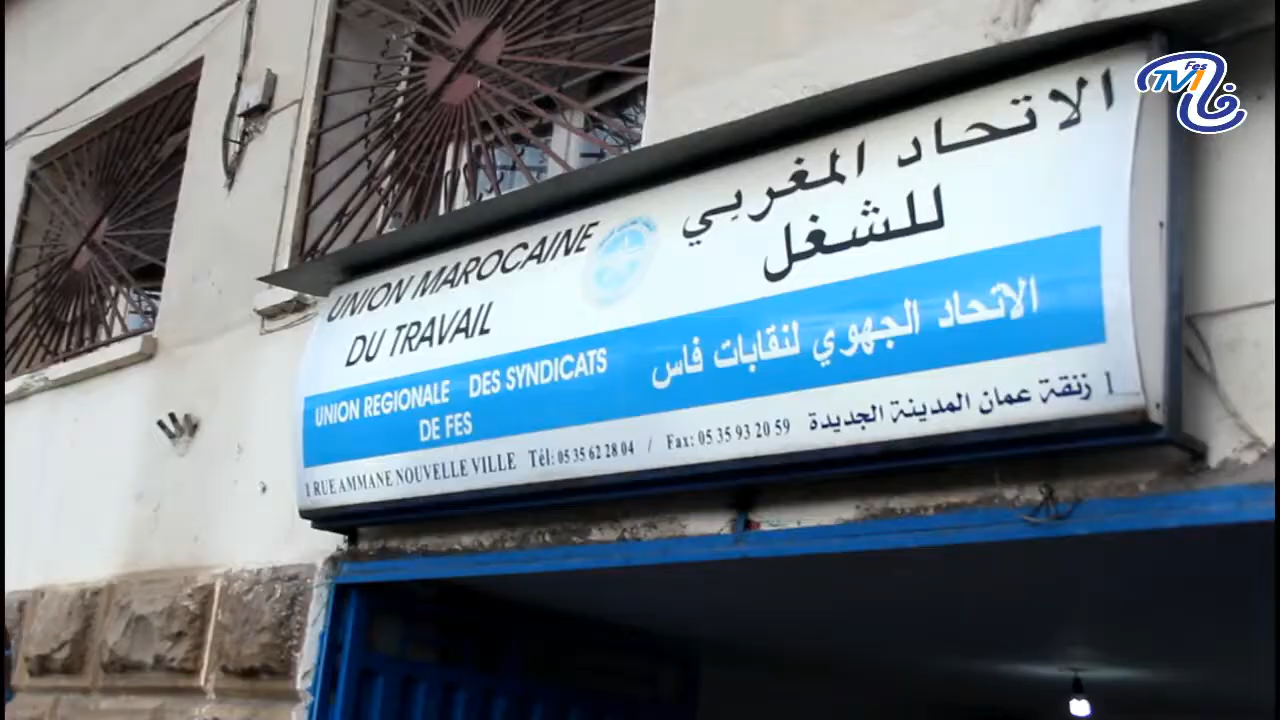 الاتحاد المغربي
للشغل
UNION MAROCAINE
DU TRAVAIL
الاتحاد الجهوي لنقابات فاس
UNION REGIONALE DES SYNDICATS
DE FES
1 زنقة عمان المدينة الجديدة
1 RUE AMMANE NOUVELLE VILLE Tél: 05 35 62 28 04 / Fax: 05 35 93 20 59
Fes
TV1